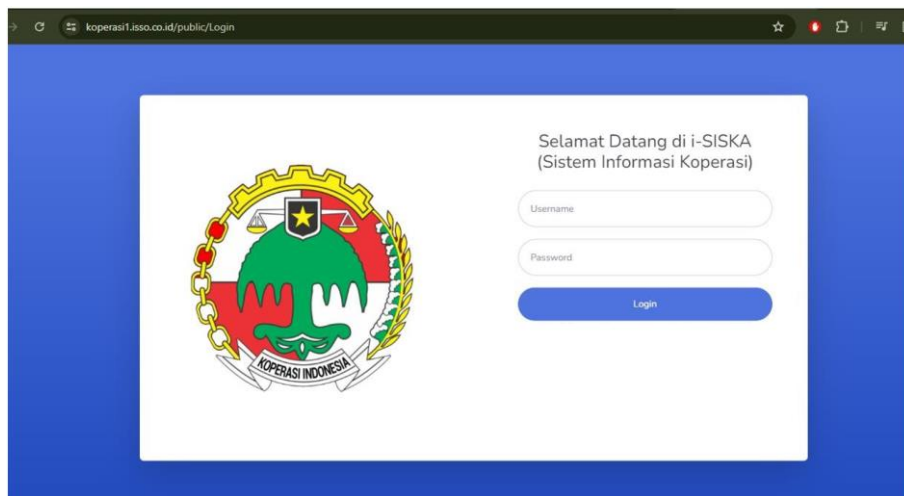 koperasi1.isso.co.id/public/Login
Selamat Datang di i-SISKA
(Sistem Informasi Koperasi)
Username
Password
Login
KOPERASI INDONESIA